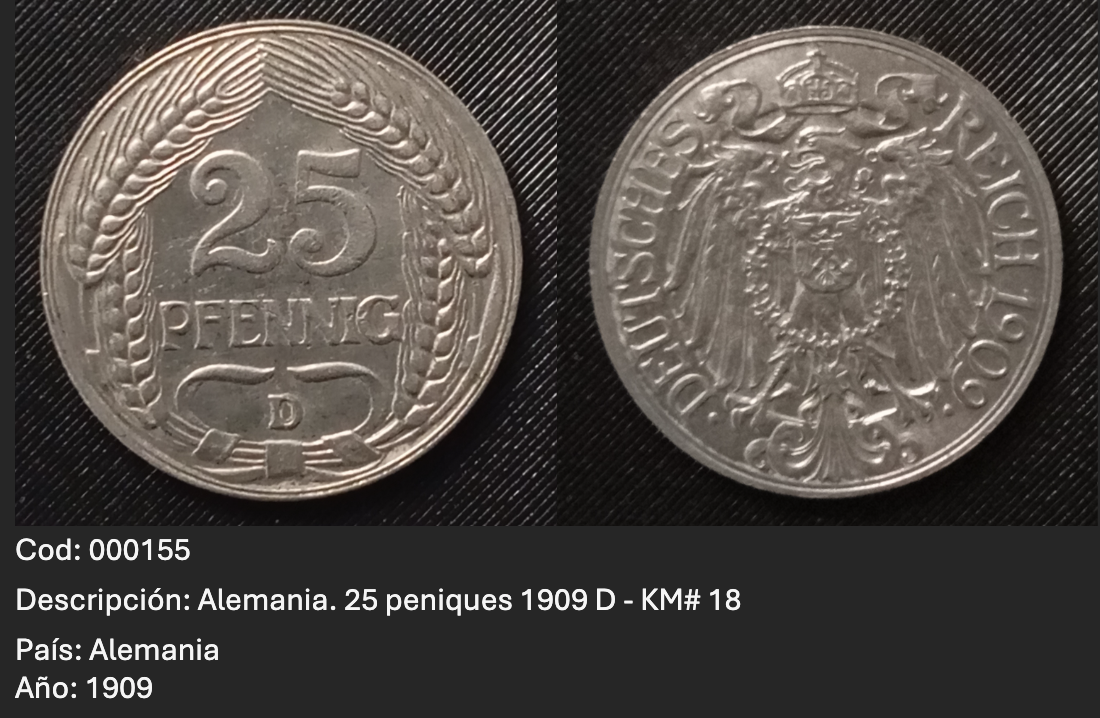 25
PFENNIG
D
DEUTSCHES REICH 1909
Cod: 000155
Descripción: Alemania. 25 peniques 1909 D - KM# 18
País: Alemania
Año: 1909